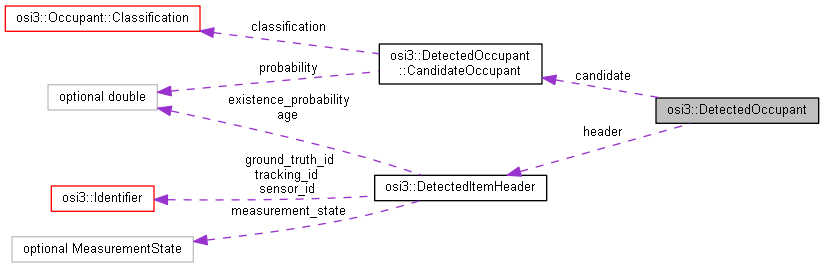 osi3::Occupant::Classification
classification
osi3::DetectedOccupant
::CandidateOccupant
probability
candidate
optional double
existence_probability
age
osi3::DetectedOccupant
header
ground_truth_id
tracking_id
sensor_id
osi3::DetectedItemHeader
osi3::Identifier
measurement_state
optional MeasurementState